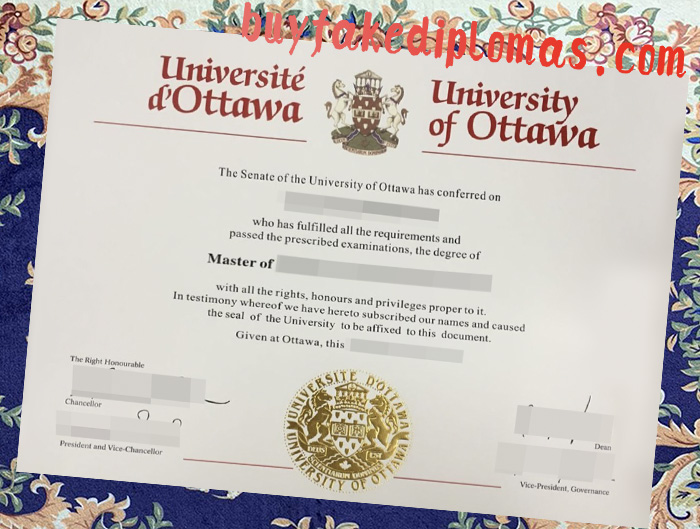 buyfakediplomas.com
Université
d'Ottawa
University
of Ottawa
The Senate of the University of Ottawa has conferred on
who has fulfilled all the requirements and
passed the prescribed examinations, the degree of
Master of
with all the rights, honours and privileges proper to it.
In testimony whereof we have hereto subscribed our names and caused
the seal of the University to be affixed to this document.
Given at Ottawa, this
The Right Honourable
Chancellor
President and Vice-Chancellor
UNIVERSITE D'OTTAWA
DEUS EST
SCIENTIARUM DOMINUS
UNIVERSITY OF OTTAWA
Dean
Vice-President, Governance